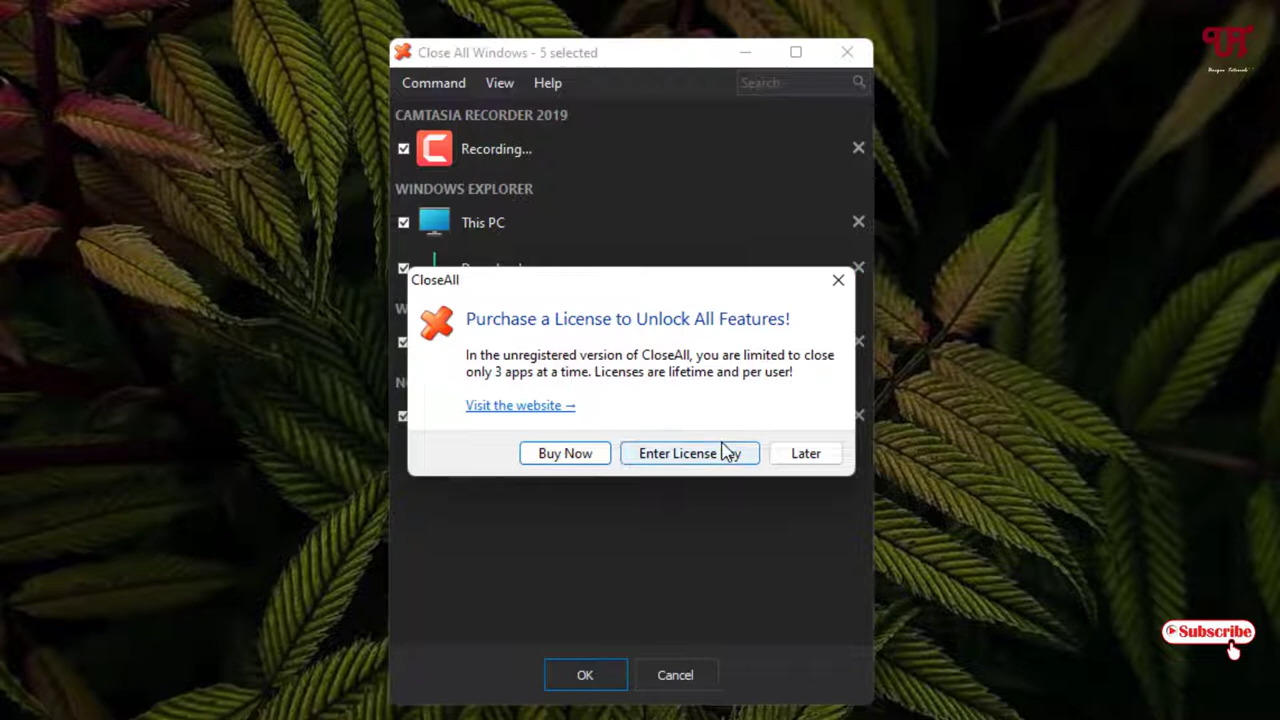 UT
Close All Windows - 5 selected
Command View Help Search
CAMTASIA RECORDER 2019
Recording...
WINDOWS EXPLORER
This PC
CloseAll
Purchase a License to Unlock All Features!
In the unregistered version of CloseAll, you are limited to close
only 3 apps at a time. Licenses are lifetime and per user!
Visit the website →
Buy Now Enter License Later
Subscribe
OK Cancel